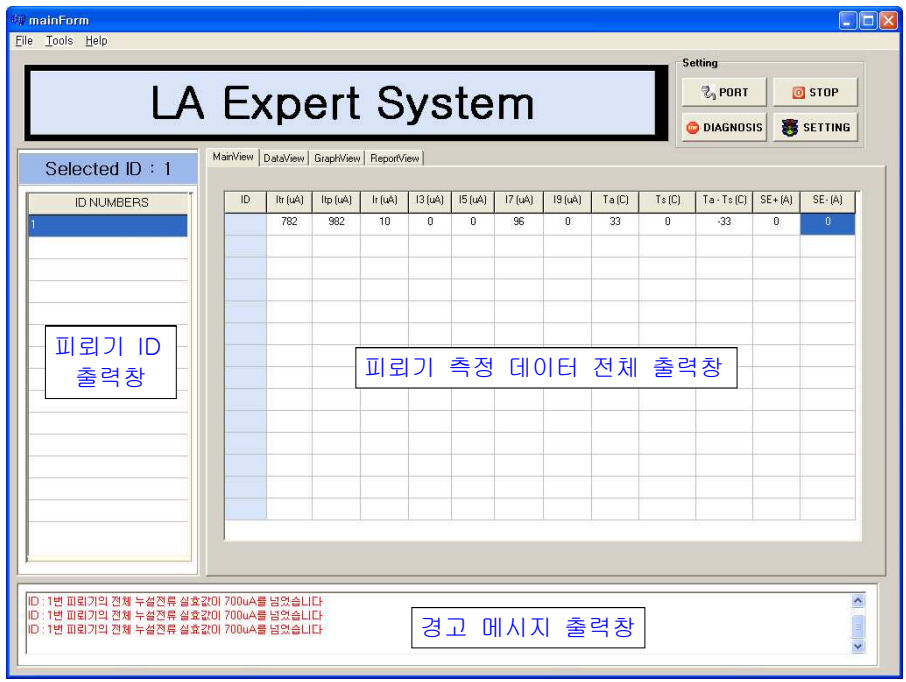 mainForm
File Tools Help
LA Expert System
Setting
PORT
STOP
DIAGNOSIS
SETTING
Selected ID : 1
ID NUMBERS
1
피뢰기 ID
출력창
MainView DataView GraphView ReportView
ID Itr (uA) Itp (uA) Ir (uA) I3 (uA) I5 (uA) I7 (uA) I9 (uA) Ta (C) Ts (C) Ta - Ts (C) SE+ (A) SE- (A)
782 982 10 0 0 96 0 33 0 -33 0 0
피뢰기 측정 데이터 전체 출력창
ID : 1번 피뢰기의 전체 누설전류 실효값이 700uA를 넘었습니다
ID : 1번 피뢰기의 전체 누설전류 실효값이 700uA를 넘었습니다
ID : 1번 피뢰기의 전체 누설전류 실효값이 700uA를 넘었습니다
경고 메시지 출력창